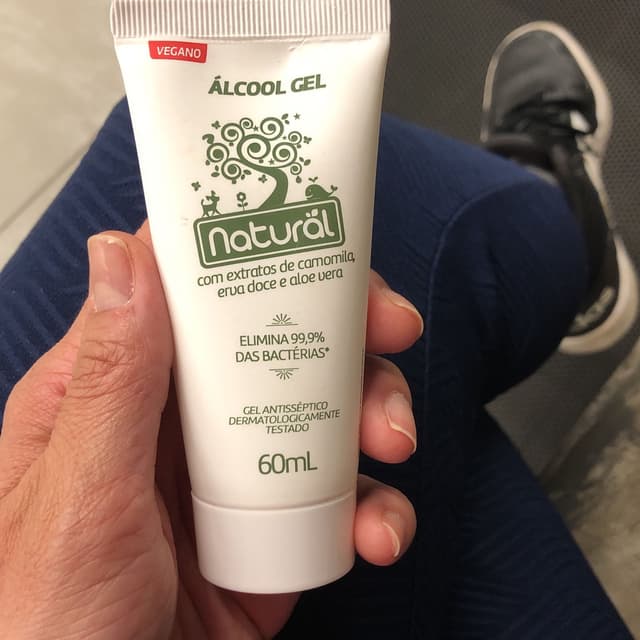 VEGANO
ÁLCOOL GEL
Naturäl
com extratos de camomila,
erva doce e aloe vera
ELIMINA 99,9%
DAS BACTÉRIAS*
GEL ANTISSÉPTICO
DERMATOLOGICAMENTE
TESTADO
60mL